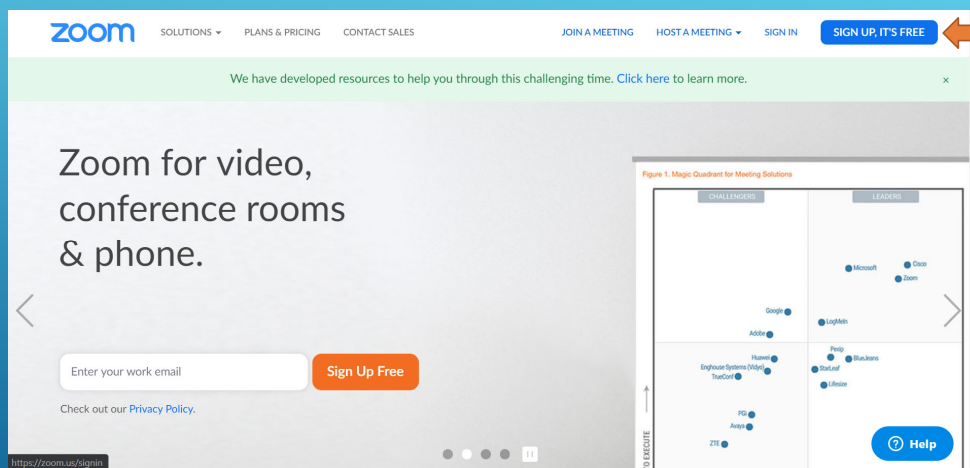 zoom
SOLUTIONS
PLANS & PRICING
CONTACT SALES
JOIN A MEETING
HOST A MEETING
SIGN IN
SIGN UP, IT'S FREE
We have developed resources to help you through this challenging time. Click here to learn more.
×
Zoom for video,
conference rooms
& phone.
Enter your work email
Sign Up Free
Check out our Privacy Policy.
Figure 1. Magic Quadrant for Meeting Solutions
CHALLENGERS
LEADERS
Microsoft
Cisco
Zoom
Google
LogMeIn
Adobe
Pexip
Huawei
BlueJeans
Enghouse Systems (Vidyo)
StarLeaf
TrueConf
Lifesize
PGi
Avaya
ZTE
TO EXECUTE
Help
https://zoom.us/signin